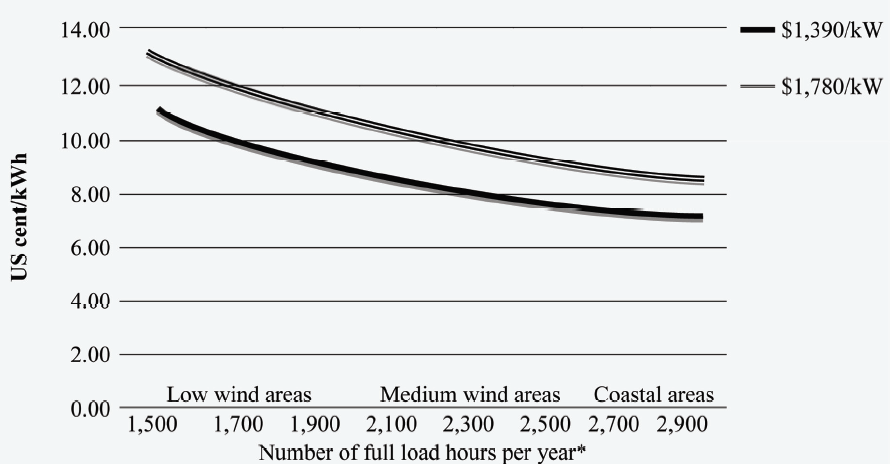 14.00
12.00
10.00
8.00
6.00
4.00
2.00
0.00
US cent/kWh
$1,390/kW
$1,780/kW
Low wind areas Medium wind areas Coastal areas
1,500 1,700 1,900 2,100 2,300 2,500 2,700 2,900
Number of full load hours per year*